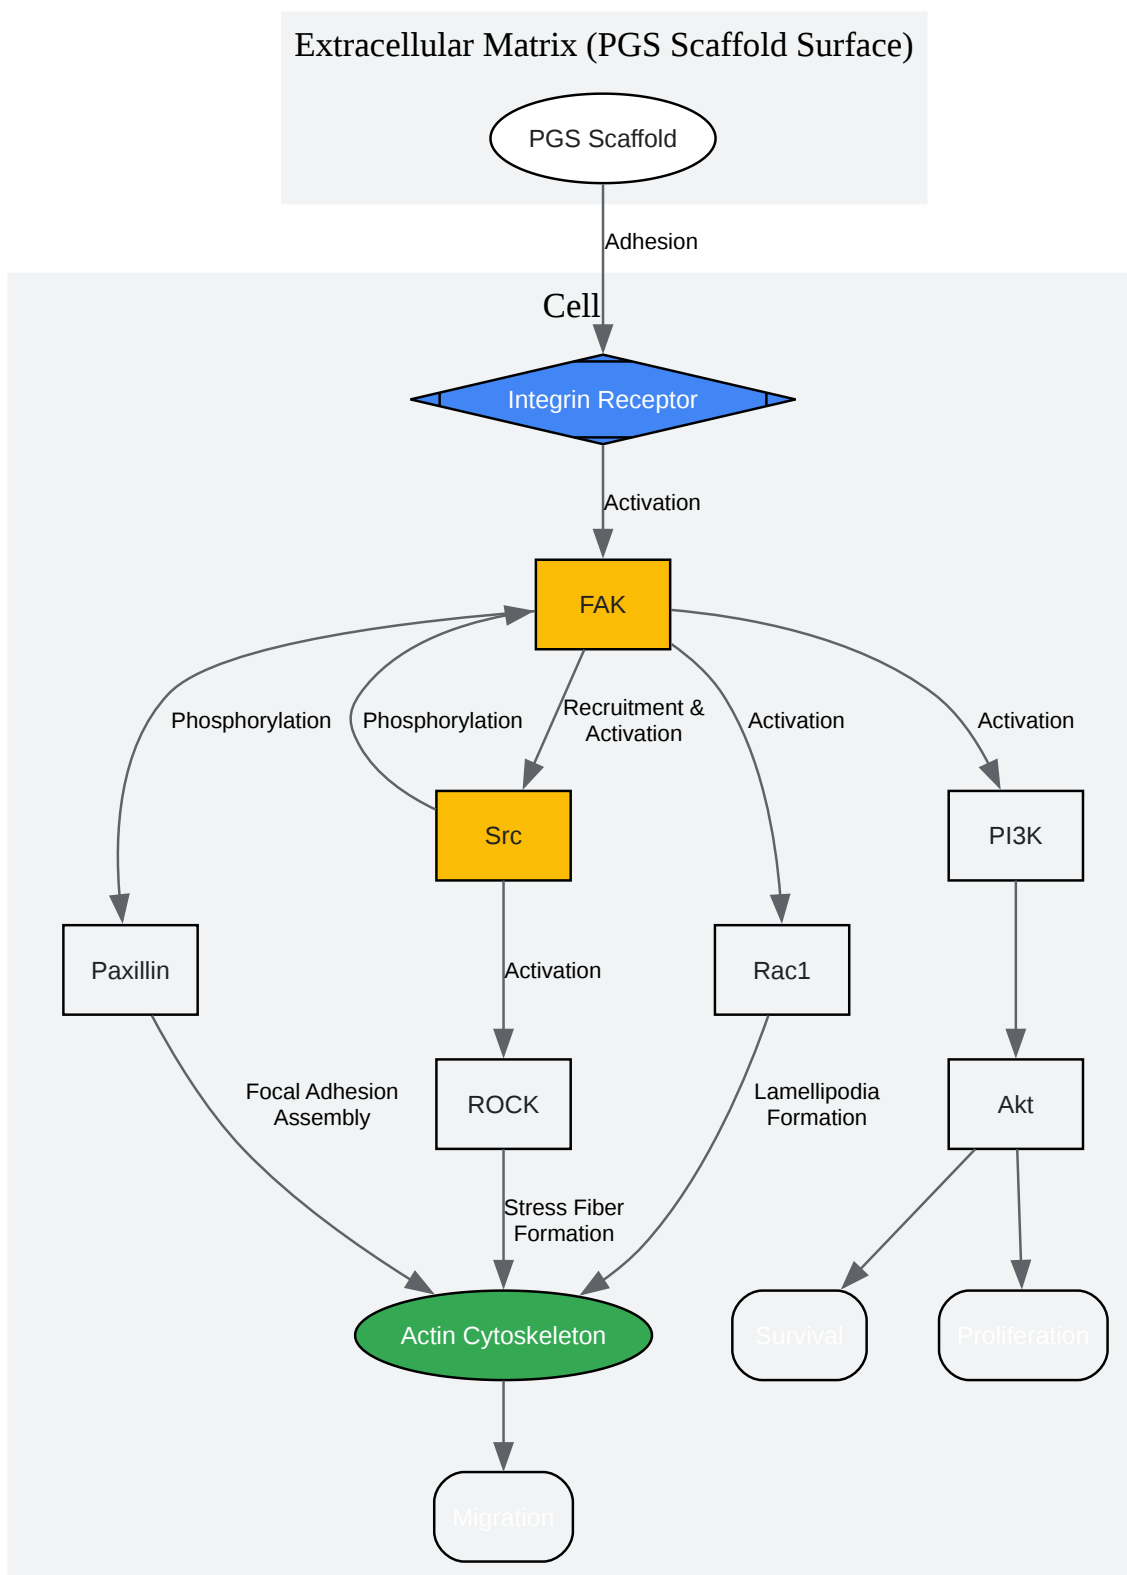 Extracellular Matrix (PGS Scaffold Surface)
PGS Scaffold
Adhesion
Cell
Integrin Receptor
Activation
FAK
Phosphorylation
Phosphorylation
Recruitment &
Activation
Activation
Activation
Src
PI3K
Paxillin
Activation
Rac1
Focal Adhesion
Assembly
ROCK
Lamellipodia
Formation
Akt
Stress Fiber
Formation
Actin Cytoskeleton
Survival
Proliferation
Migration